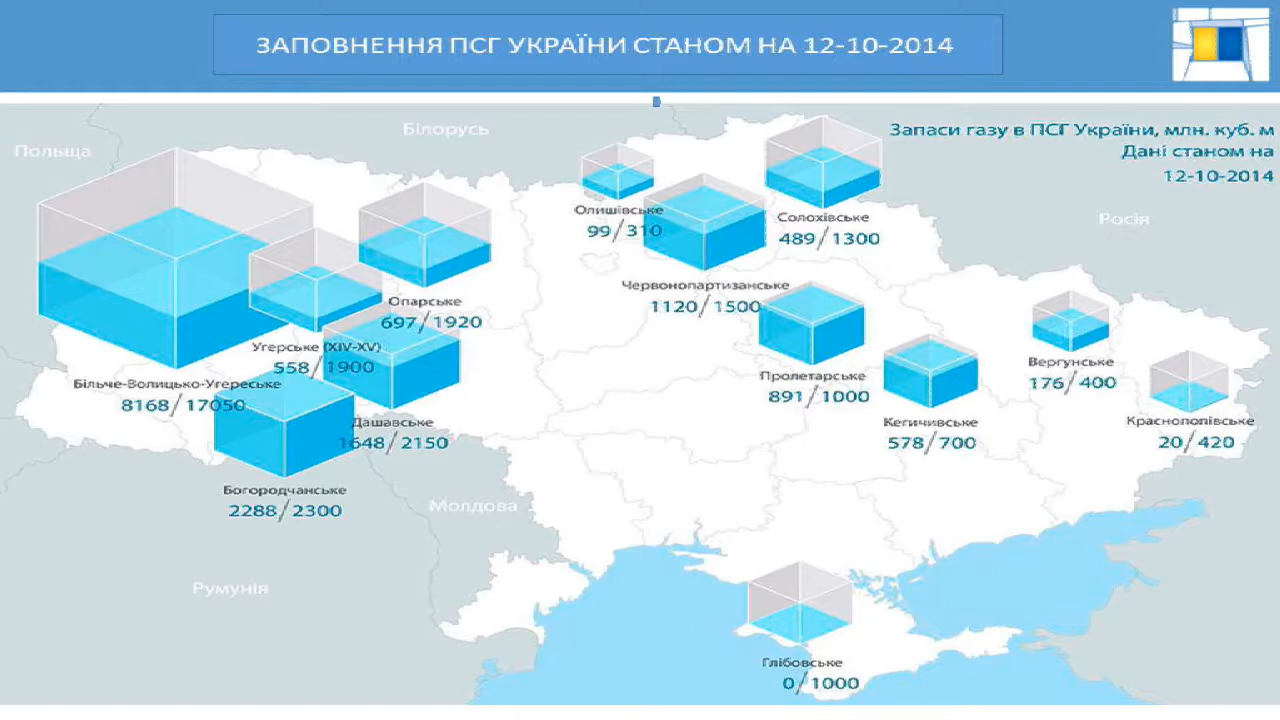 ЗАПОВНЕННЯ ПСГ УКРАЇНИ СТАНОМ НА 12-10-2014
Запаси газу в ПСГ України, млн. куб. м
Дані станом на
12-10-2014
Польща
Білорусь
Росія
Олишівське
99/310
Солохівське
489/1300
Червонопартизанське
1120/1500
Опарське
697/1920
Угерське (XIV-XV)
558/1900
Більче-Волицько-Угереське
8168/17050
Дашавське
1648/2150
Богородчанське
2288/2300
Пролетарське
891/1000
Кегичивське
578/700
Вергунське
176/400
Краснопопівське
20/420
Молдова
Румунія
Глібовське
0/1000